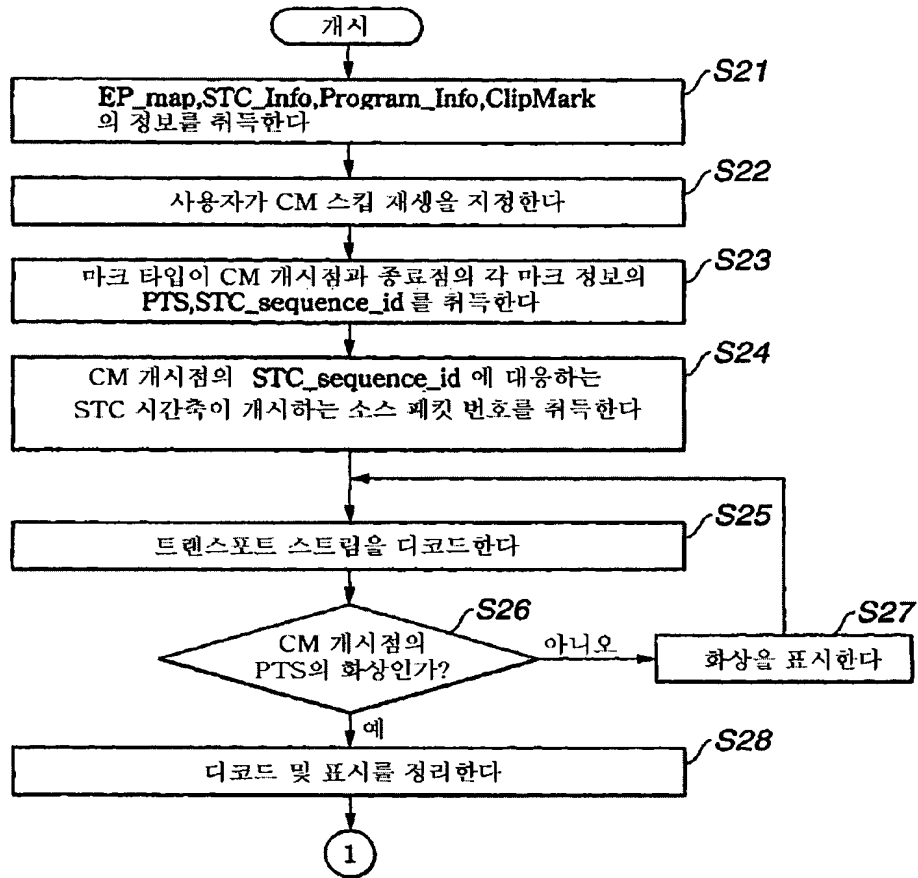 개시
S21
EP_map,STC_Info,Program_Info,ClipMark
의 정보를 취득한다
S22
사용자가 CM 스킵 재생을 지정한다
S23
마크 타입이 CM 개시점과 종료점의 각 마크 정보의
PTS,STC_sequence_id 를 취득한다
S24
CM 개시점의 STC_sequence_id 에 대응하는
STC 시간축이 개시하는 소스 패킷 번호를 취득한다
S25
트랜스포트 스트림을 디코드한다
S26
CM 개시점의
PTS의 화상인가?
아니오
S27
화상을 표시한다
예
S28
디코드 및 표시를 정리한다
1